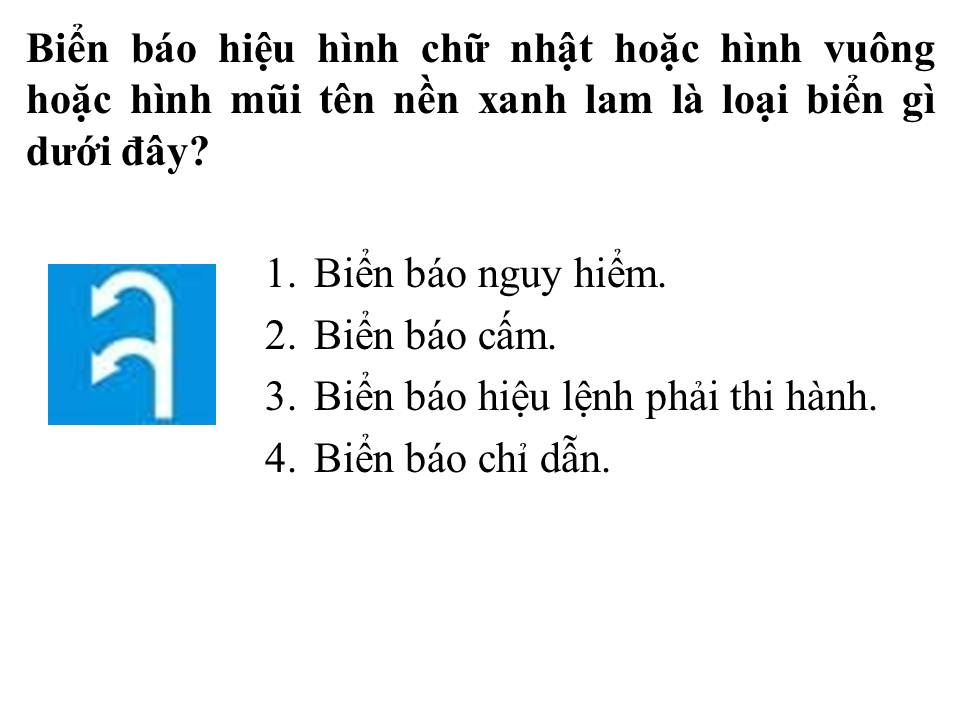 Biển báo hiệu hình chữ nhật hoặc hình vuông
hoặc hình mũi tên nền xanh lam là loại biển gì
dưới đây?
1. Biển báo nguy hiểm.
2. Biển báo cấm.
3. Biển báo hiệu lệnh phải thi hành.
4. Biển báo chỉ dẫn.